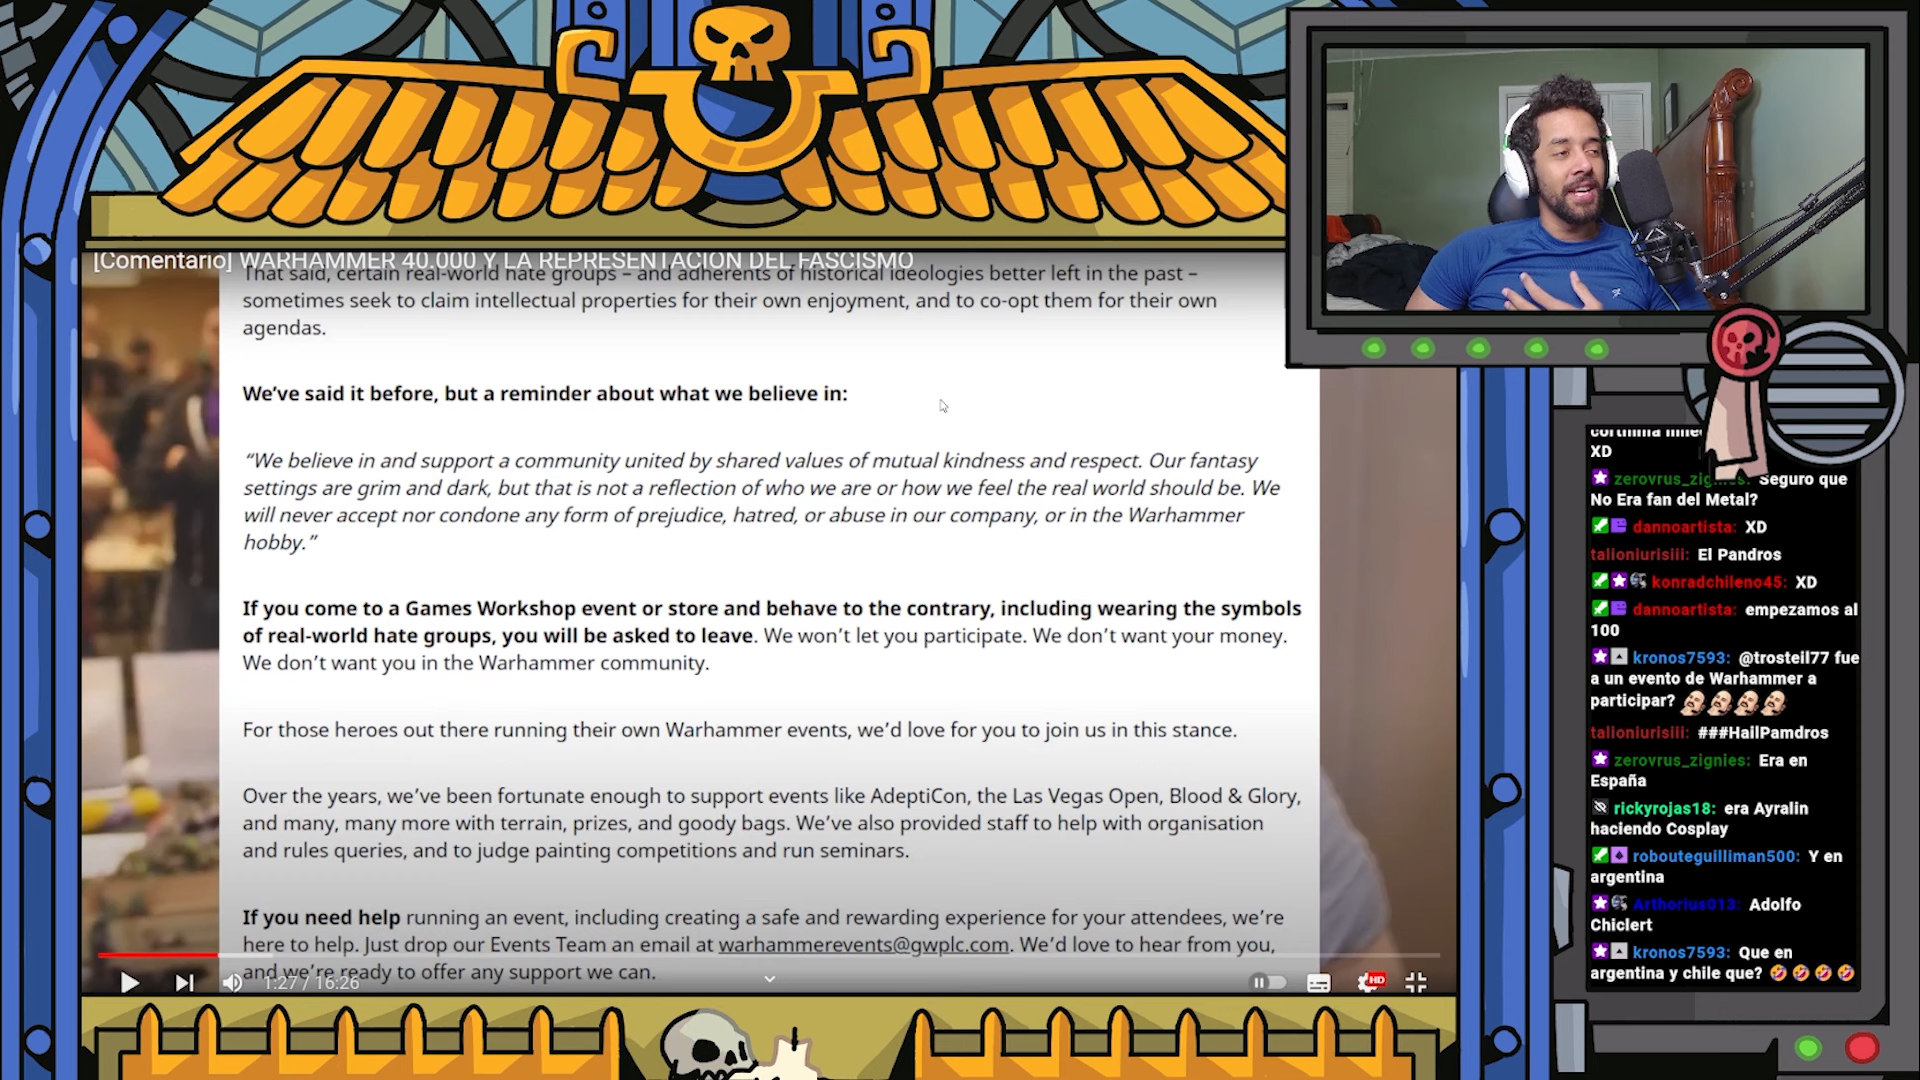 [Comentario] WARHAMMER 40.000 Y LA REPRESENTACION DEL FASCISMO
That said, certain real-world hate groups – and adherents of historical ideologies better left in the past –
sometimes seek to claim intellectual properties for their own enjoyment, and to co-opt them for their own
agendas.
We’ve said it before, but a reminder about what we believe in:
“We believe in and support a community united by shared values of mutual kindness and respect. Our fantasy
settings are grim and dark, but that is not a reflection of who we are or how we feel the real world should be. We
will never accept nor condone any form of prejudice, hatred, or abuse in our company, or in the Warhammer
hobby.”
If you come to a Games Workshop event or store and behave to the contrary, including wearing the symbols
of real-world hate groups, you will be asked to leave. We won’t let you participate. We don’t want your money.
We don’t want you in the Warhammer community.
For those heroes out there running their own Warhammer events, we’d love for you to join us in this stance.
Over the years, we’ve been fortunate enough to support events like AdeptiCon, the Las Vegas Open, Blood & Glory,
and many, many more with terrain, prizes, and goody bags. We’ve also provided staff to help with organisation
and rules queries, and to judge painting competitions and run seminars.
If you need help running an event, including creating a safe and rewarding experience for your attendees, we’re
here to help. Just drop our Events Team an email at warhammerevents@gwplc.com. We’d love to hear from you,
and we’re ready to offer any support we can.
1:27 / 16:26
HD
XD
zerovrus_zignies: Seguro que
No Era fan del Metal?
dannoartista: XD
talioniurisiii: El Pandros
konradchileno45: XD
dannoartista: empezamos al
100
kronos7593: @trosteil77 fue
a un evento de Warhammer a
participar?
talioniurisiii: ###HailPamdros
zerovrus_zignies: Era en
España
rickyrojas18: era Ayralin
haciendo Cosplay
robouteguilliman500: Y en
argentina
Arthorius013: Adolfo
Chiclert
kronos7593: Que en
argentina y chile que? 🤣 🤣 🤣 🤣